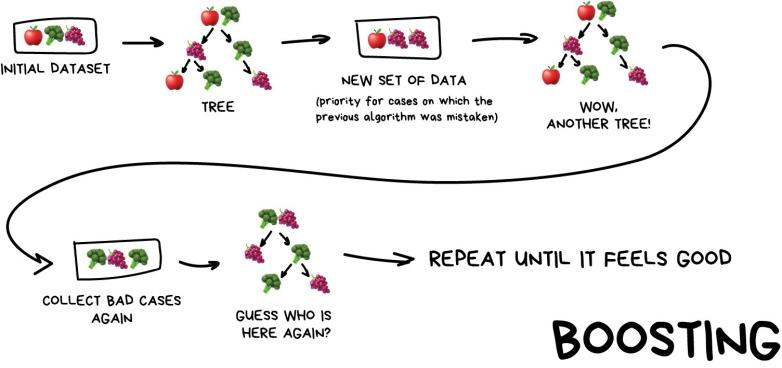 INITIAL DATASET
TREE
NEW SET OF DATA
(priority for cases on which the
previous algorithm was mistaken)
WOW,
ANOTHER TREE!
COLLECT BAD CASES
AGAIN
GUESS WHO IS
HERE AGAIN?
REPEAT UNTIL IT FEELS GOOD
BOOSTING